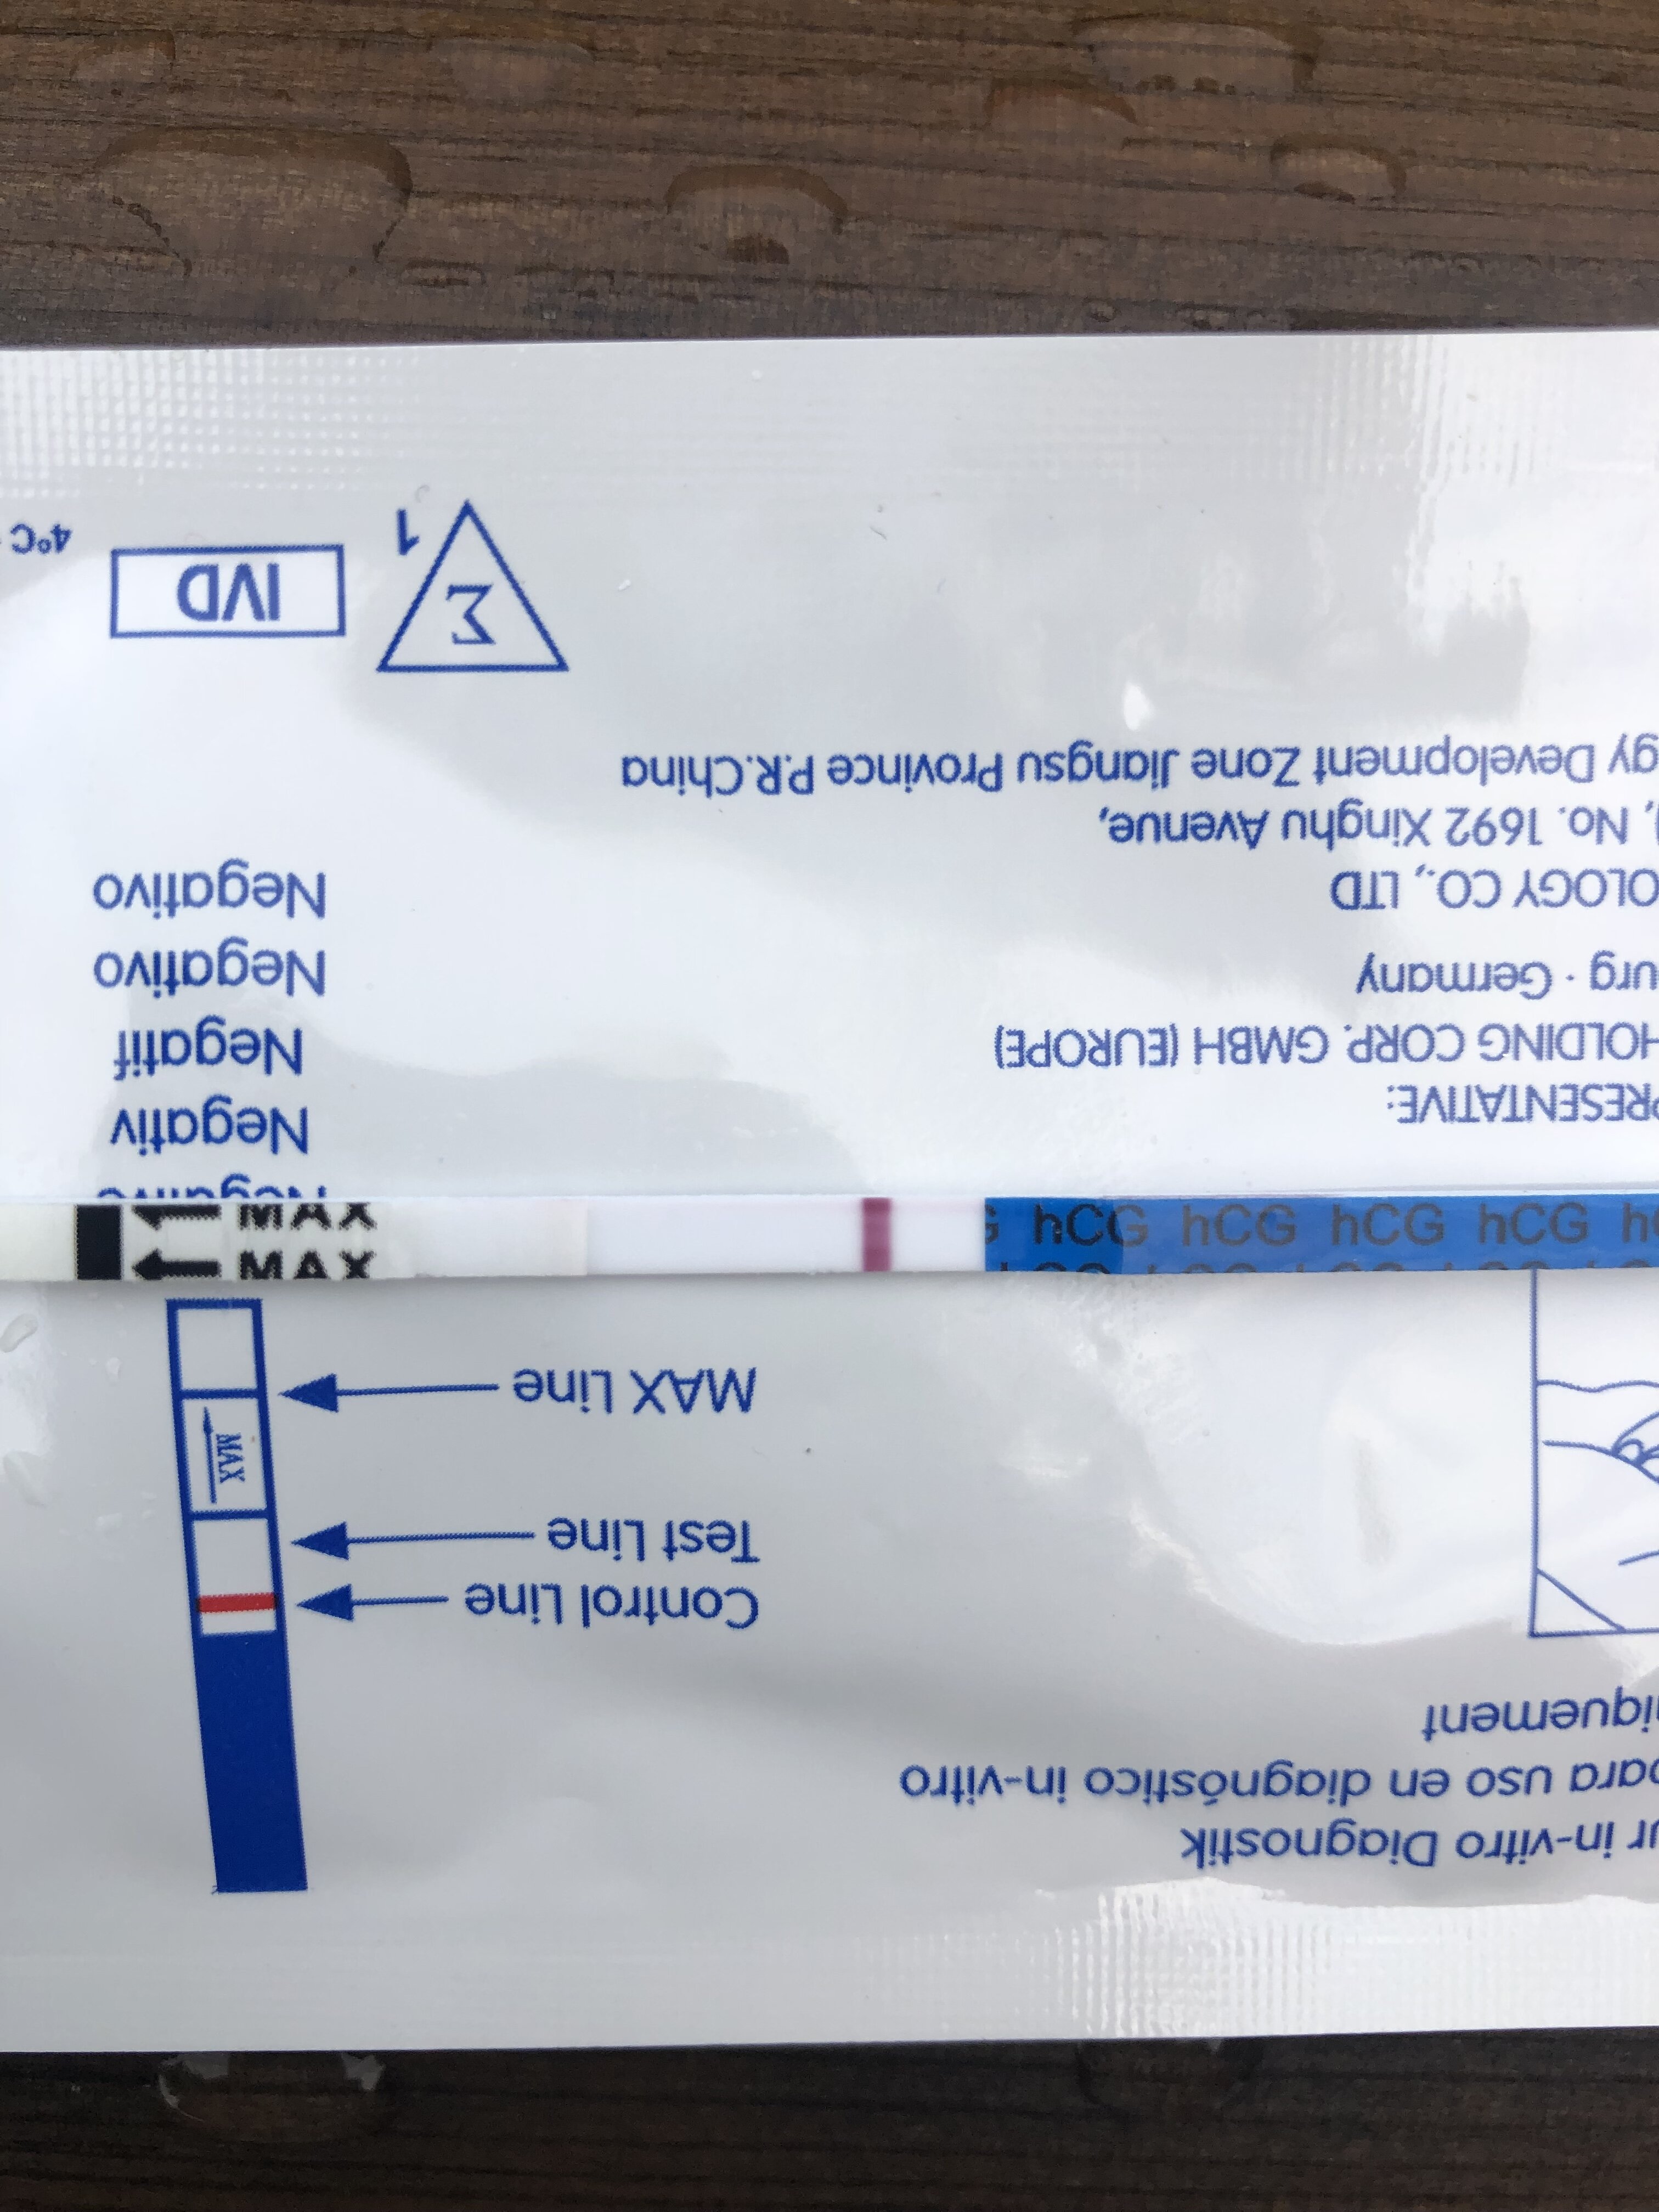 in-vitro Diagnostik
para uso en diagnóstico in-vitro
iquement
Control Line
Test Line
MAX Line
MAX
MAX
MAX
hCG hCG hCG hCG
Negative
Negativ
Negatif
Negativo
Negativo
PRESENTATIVE:
HOLDING CORP. GMBH (EUROPE)
urg · Germany
OLOGY CO., LTD
), No. 1692 Xinghu Avenue,
gy Development Zone Jiangsu Province P.R.China
Σ 1
IVD
4°C